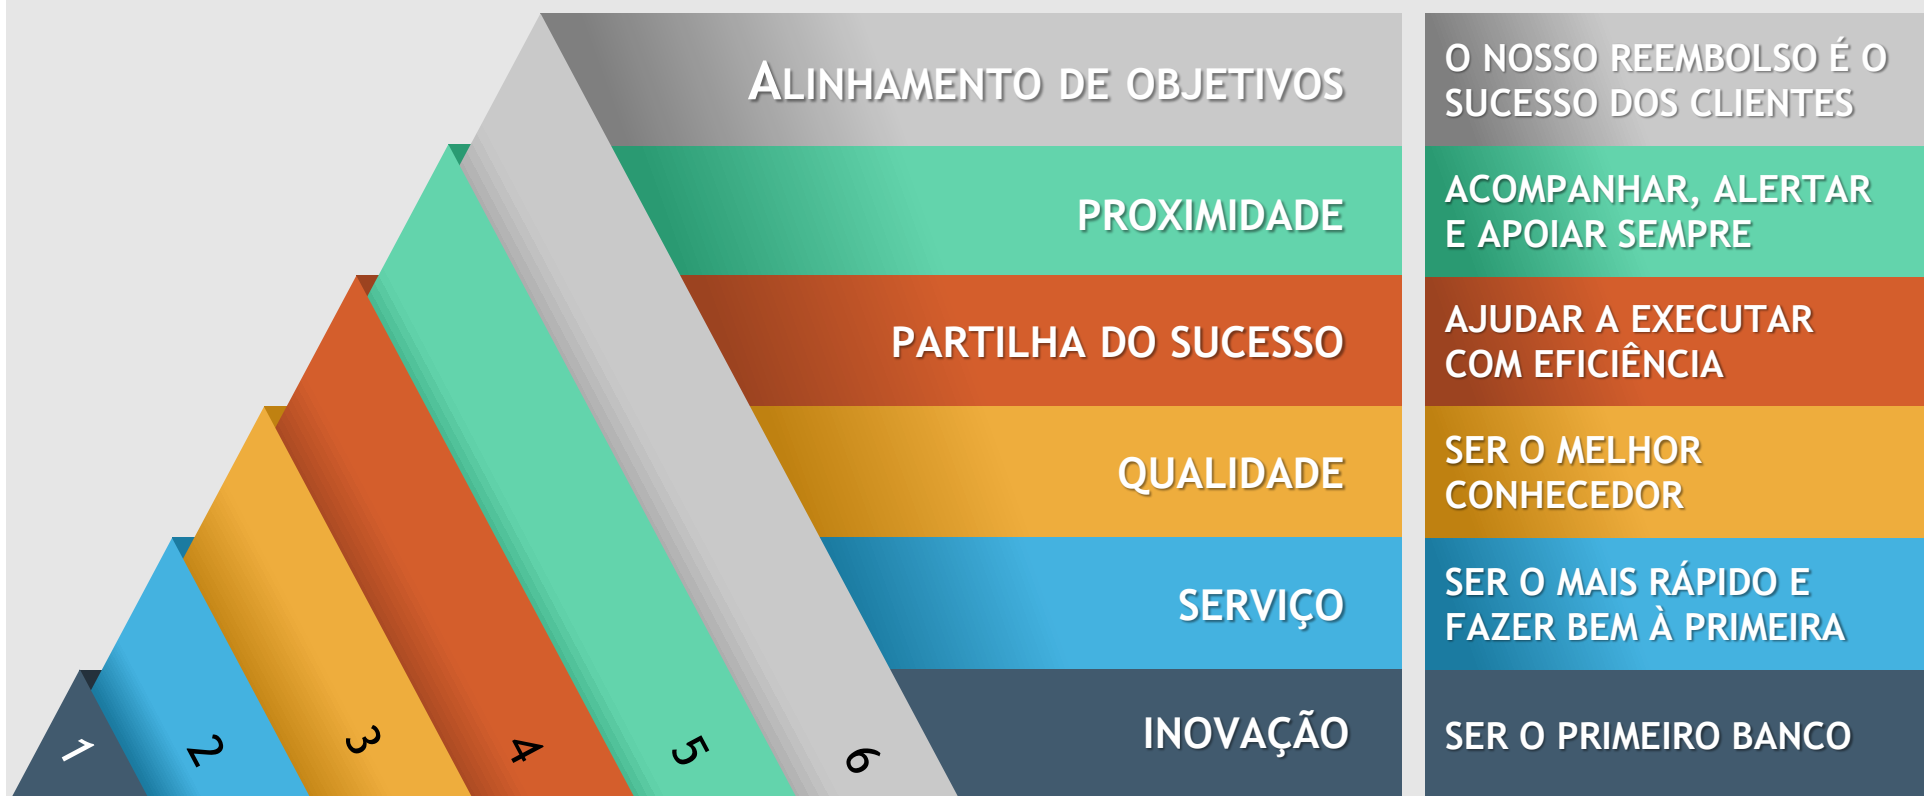 ALINHAMENTO DE OBJETIVOS
O NOSSO REEMBOLSO É O
SUCESSO DOS CLIENTES
PROXIMIDADE
ACOMPANHAR, ALERTAR
E APOIAR SEMPRE
PARTILHA DO SUCESSO
AJUDAR A EXECUTAR
COM EFICIÊNCIA
QUALIDADE
SER O MELHOR
CONHECEDOR
SERVIÇO
SER O MAIS RÁPIDO E
FAZER BEM À PRIMEIRA
INOVAÇÃO
SER O PRIMEIRO BANCO
1
2
3
4
5
6